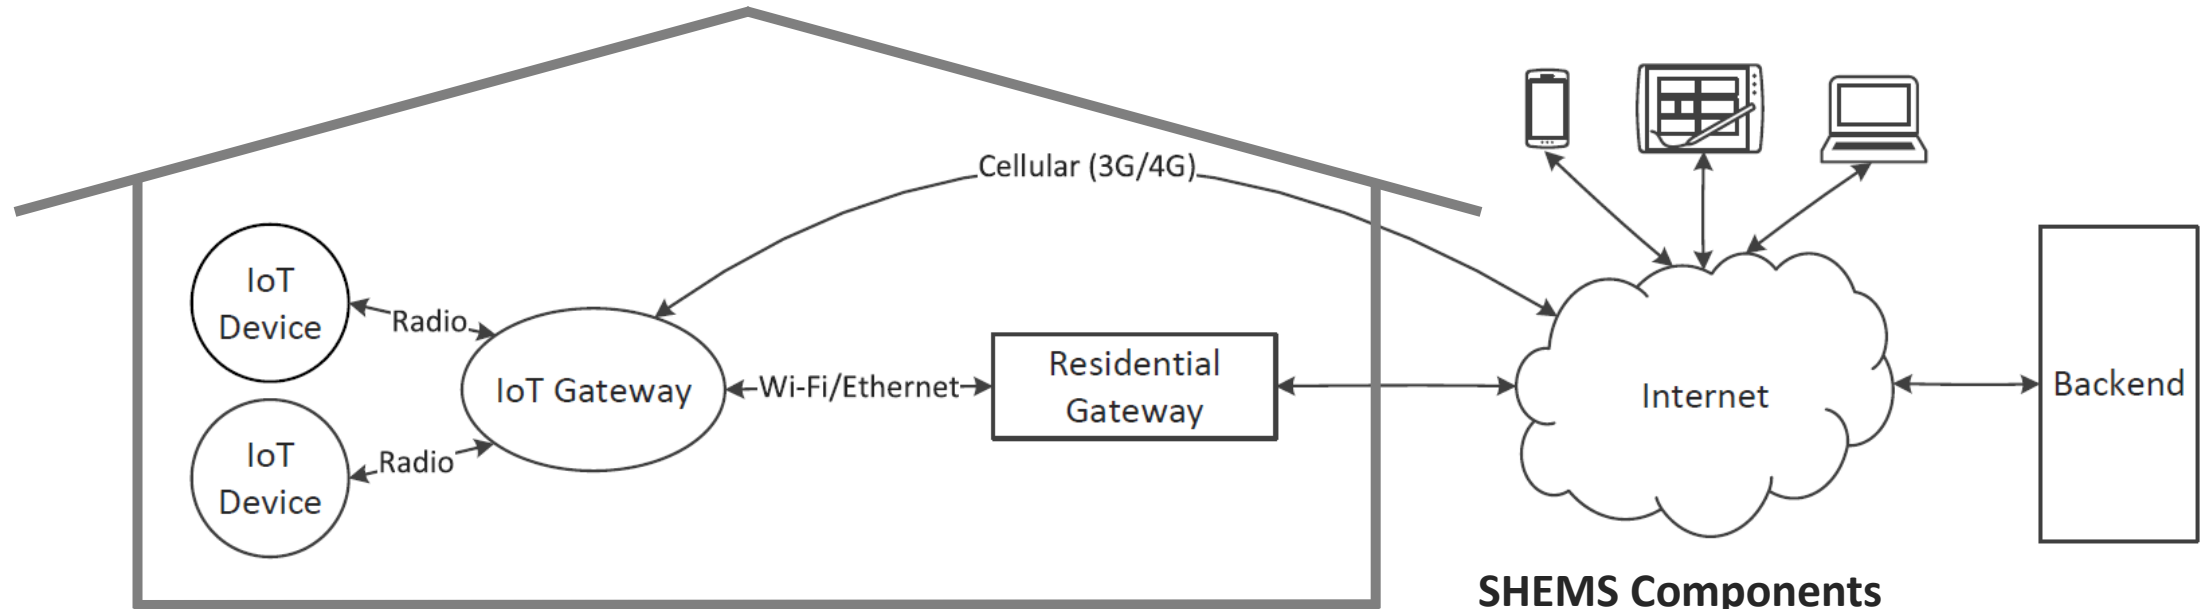 Cellular (3G/4G)
IoT
Device
Radio
IoT Gateway
Wi-Fi/Ethernet
Residential
Gateway
Internet
Backend
IoT
Device
Radio
SHEMS Components